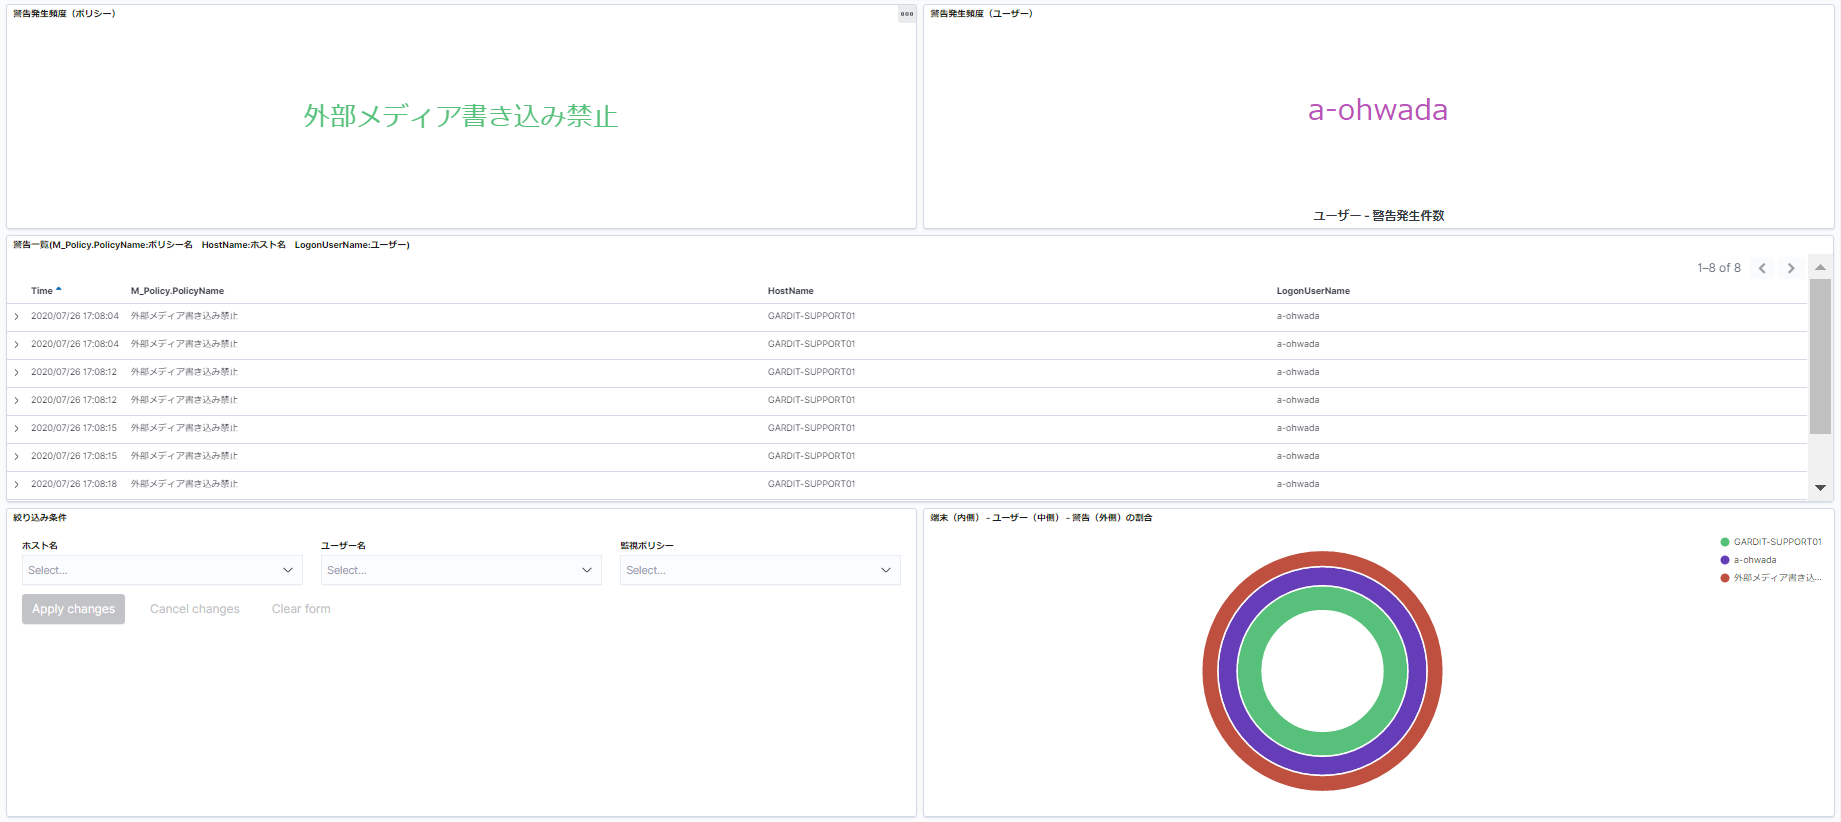 警告発生頻度（ポリシー）
外部メディア書き込み禁止
警告発生頻度（ユーザー）
a-ohwada
ユーザー - 警告発生件数
警告一覧(M_Policy.PolicyName:ポリシー名　HostName:ホスト名　LogonUserName:ユーザー)
1–8 of 8
Time M_Policy.PolicyName HostName LogonUserName
2020/07/26 17:08:04 外部メディア書き込み禁止 GARDIT-SUPPORT01 a-ohwada
2020/07/26 17:08:04 外部メディア書き込み禁止 GARDIT-SUPPORT01 a-ohwada
2020/07/26 17:08:12 外部メディア書き込み禁止 GARDIT-SUPPORT01 a-ohwada
2020/07/26 17:08:12 外部メディア書き込み禁止 GARDIT-SUPPORT01 a-ohwada
2020/07/26 17:08:15 外部メディア書き込み禁止 GARDIT-SUPPORT01 a-ohwada
2020/07/26 17:08:15 外部メディア書き込み禁止 GARDIT-SUPPORT01 a-ohwada
2020/07/26 17:08:18 外部メディア書き込み禁止 GARDIT-SUPPORT01 a-ohwada
絞り込み条件
ホスト名 ユーザー名 監視ポリシー
Select... Select... Select...
Apply changes Cancel changes Clear form
端末（内側） - ユーザー（中側） - 警告（外側）の割合
GARDIT-SUPPORT01
a-ohwada
外部メディア書き込...